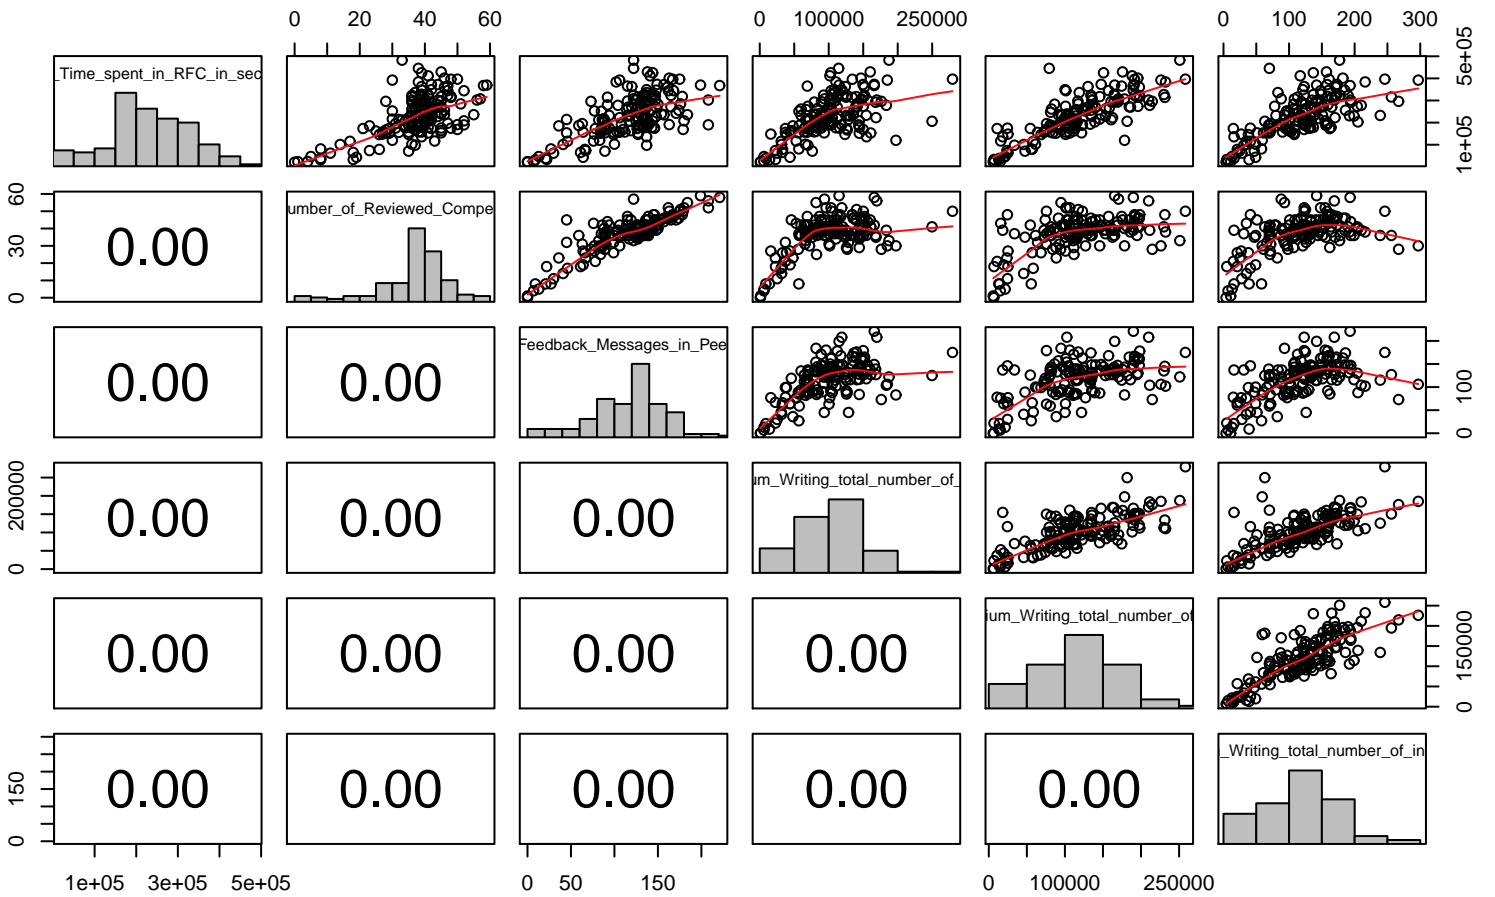 0 20 40 60 0 100000 250000 0 100 200 300
_Time_spent_in_RFC_in_sec
1e+05 5e+05
0 30 60
0.00
umber_of_Reviewed_Compe
0.00 0.00
Feedback_Messages_in_Pee
0 100
0 200000
0.00 0.00 0.00
um_Writing_total_number_of_
0.00 0.00 0.00 0.00
ium_Writing_total_number_of
0 150000
0 150
0.00 0.00 0.00 0.00 0.00
_Writing_total_number_of_in
1e+05 3e+05 5e+05 0 50 150 0 100000 250000